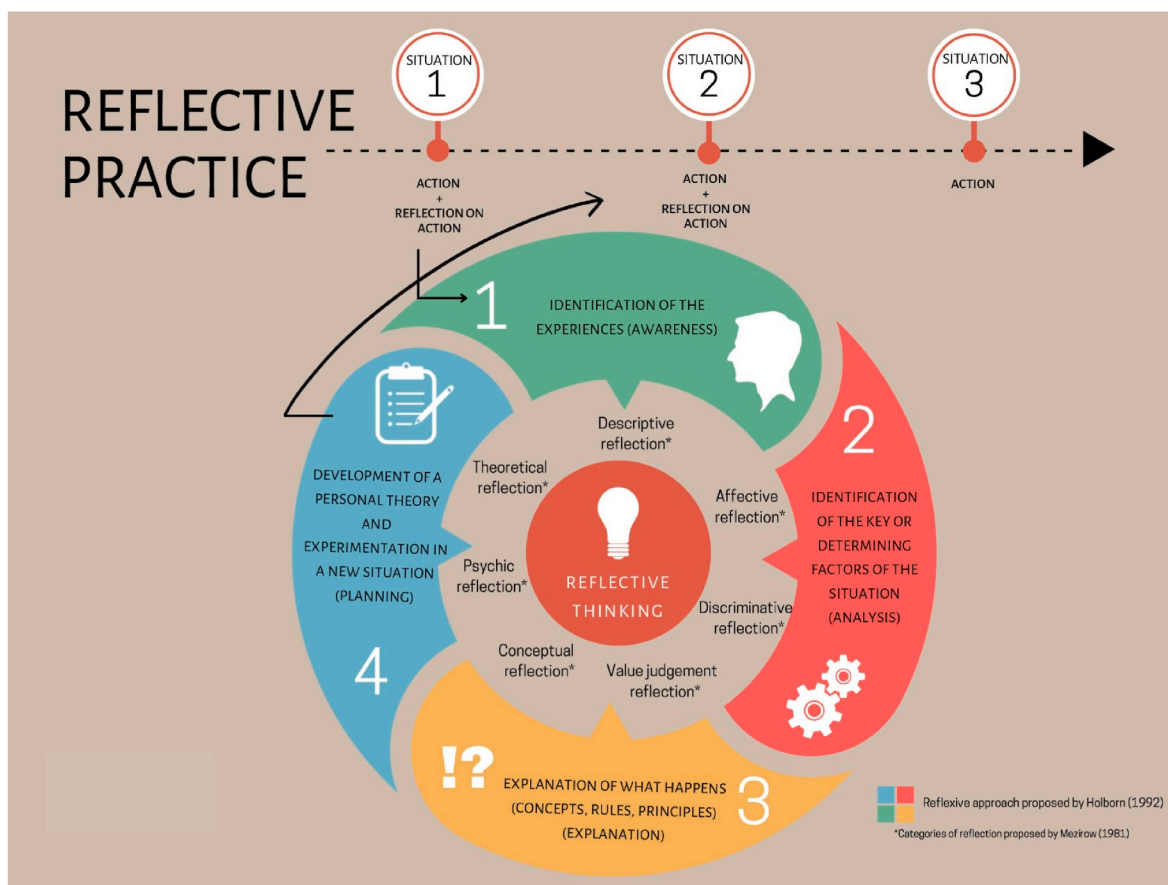 REFLECTIVE
PRACTICE
SITUATION
1
SITUATION
2
SITUATION
3
ACTION
+
REFLECTION ON
ACTION
ACTION
+
REFLECTION ON
ACTION
ACTION
1
IDENTIFICATION OF THE
EXPERIENCES (AWARENESS)
2
IDENTIFICATION
OF THE KEY OR
DETERMINING
FACTORS OF THE
SITUATION
(ANALYSIS)
3
EXPLANATION OF WHAT HAPPENS
(CONCEPTS, RULES, PRINCIPLES)
(EXPLANATION)
!?
4
DEVELOPMENT OF A
PERSONAL THEORY
AND
EXPERIMENTATION IN
A NEW SITUATION
(PLANNING)
Descriptive
reflection*
Affective
reflection*
Discriminative
reflection*
Value judgement
reflection*
Conceptual
reflection*
Psychic
reflection*
Theoretical
reflection*
REFLECTIVE
THINKING
Reflexive approach proposed by Holborn (1992)
*Categories of reflection proposed by Mezirow (1981)